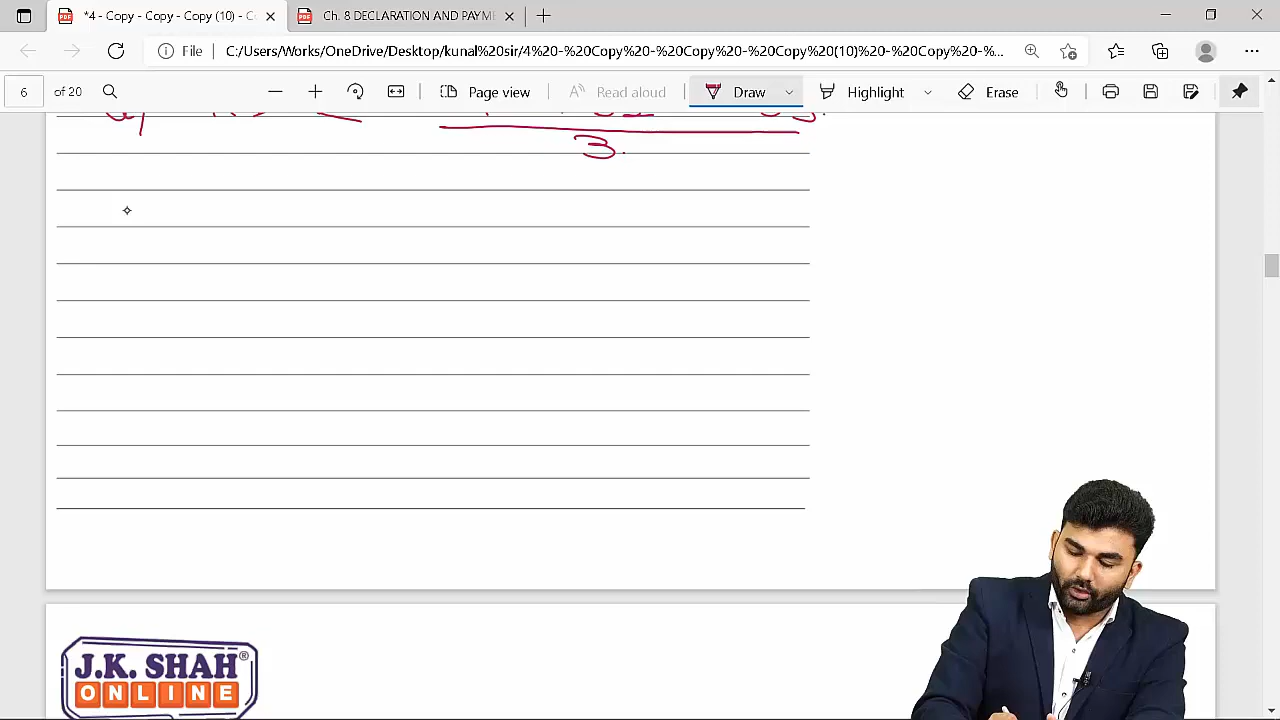 *4 - Copy - Copy - Copy (10) - C
Ch. 8 DECLARATION AND PAYM
File
C:/Users/Works/OneDrive/Desktop/kunal%20sir/4%20-%20Copy%20-%20Copy%20-%20Copy%20(10)%20-%20Copy%20-%...
6 of 20
Page view
Read aloud
Draw
Highlight
Erase
3.
J.K. SHAH®
ONLINE